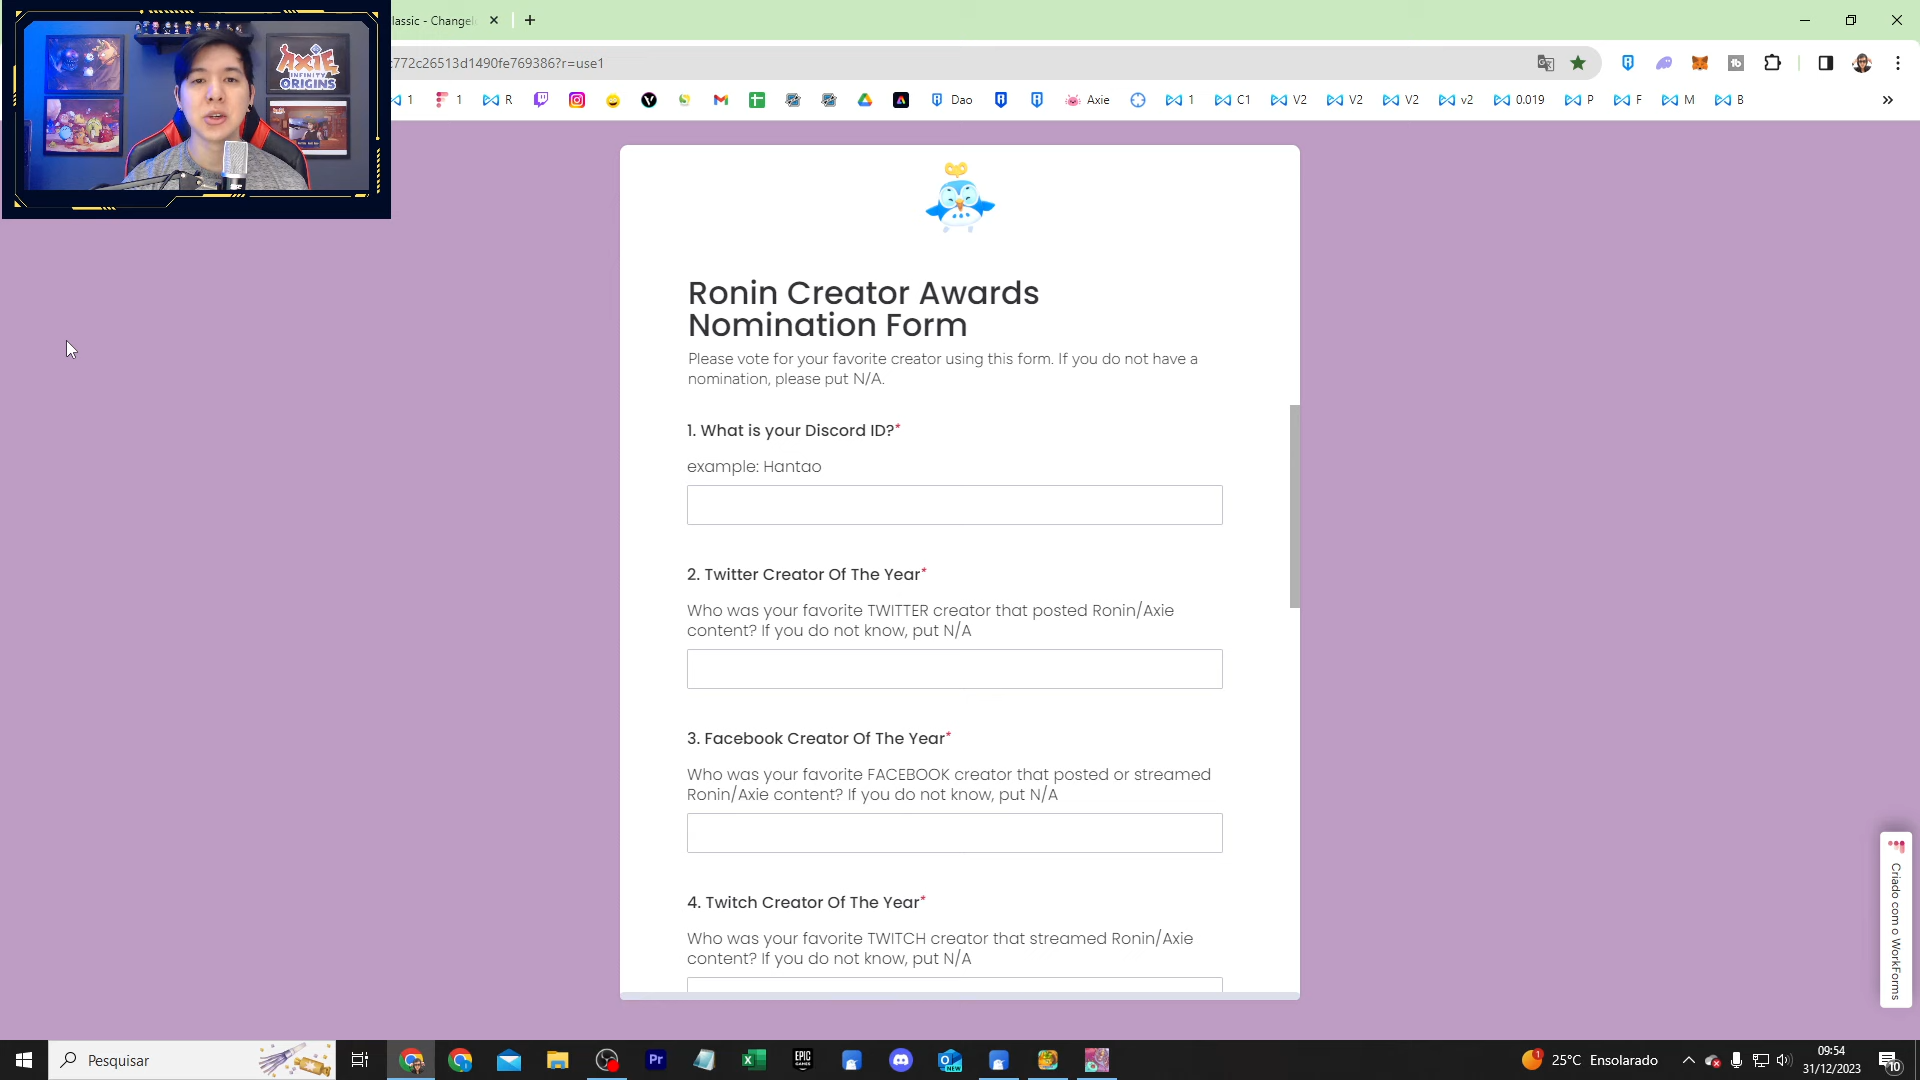 lassic - Changel
772c26513d1490fe769386?r=use1
1
1
R
Dao
Axie
1
C1
V2
V2
V2
v2
0.019
P
F
M
B
AXIE
INFINITY
ORIGINS
Ronin Creator Awards
Nomination Form
Please vote for your favorite creator using this form. If you do not have a
nomination, please put N/A.
1. What is your Discord ID?*
example: Hantao
2. Twitter Creator Of The Year*
Who was your favorite TWITTER creator that posted Ronin/Axie
content? If you do not know, put N/A
3. Facebook Creator Of The Year*
Who was your favorite FACEBOOK creator that posted or streamed
Ronin/Axie content? If you do not know, put N/A
4. Twitch Creator Of The Year*
Who was your favorite TWITCH creator that streamed Ronin/Axie
content? If you do not know, put N/A
Criado com o WorkForms
Pesquisar
Pr
EPIC
GAMES
NEW
1
25°C Ensolarado
09:54
31/12/2023
10